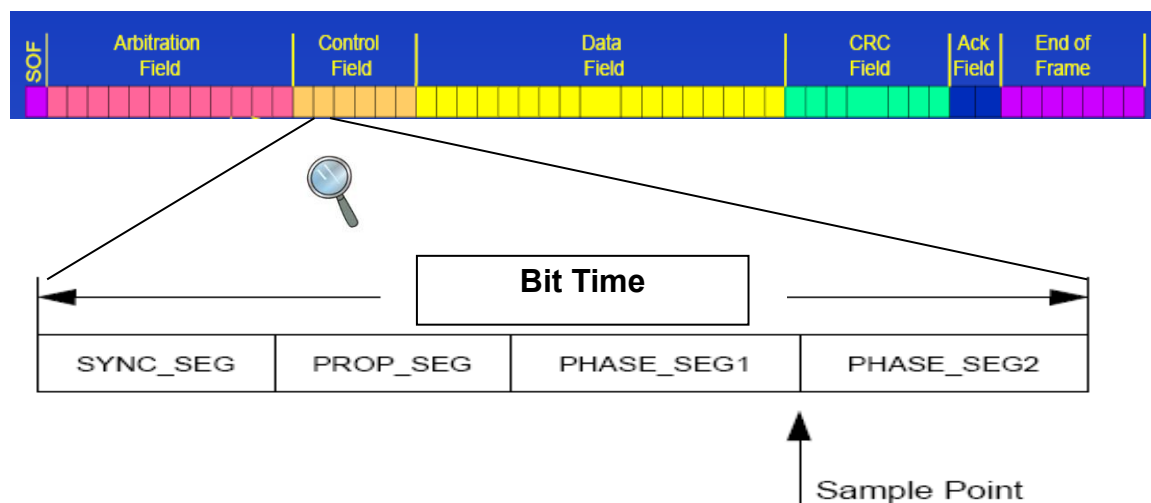 SOF
Arbitration
Field
Control
Field
Data
Field
CRC
Field
Ack
Field
End of
Frame
Bit Time
SYNC_SEG
PROP_SEG
PHASE_SEG1
PHASE_SEG2
Sample Point